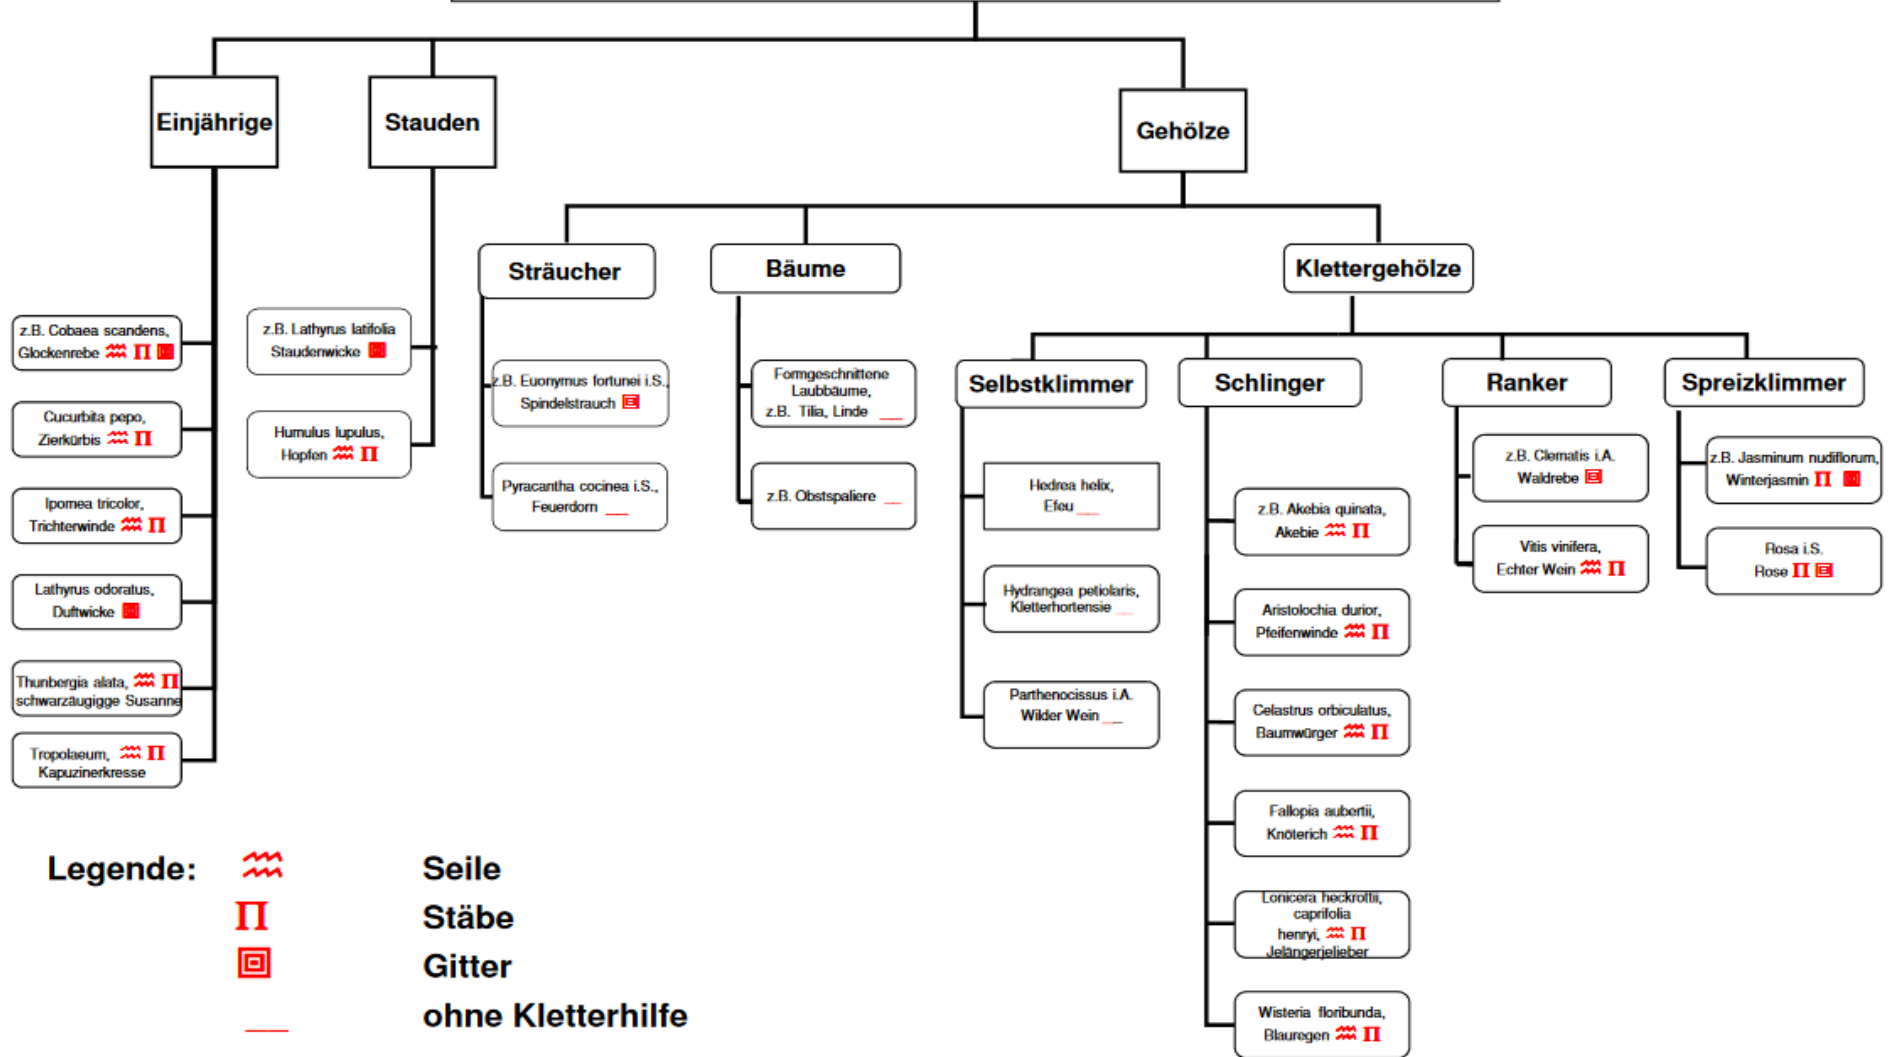 Einjährige
Stauden
Gehölze
Sträucher
Bäume
Klettergehölze
Selbstklimmer
Schlinger
Ranker
Spreizklimmer
z.B. Cobaea scandens,
Glockenrebe
Cucurbita pepo,
Zierkürbis
Ipomea tricolor,
Trichterwinde
Lathyrus odoratus,
Duftwicke
Thunbergia alata,
schwarzäugigge Susanne
Tropolaeum,
Kapuzinerkresse
z.B. Lathyrus latifolia
Staudenwicke
Humulus lupulus,
Hopfen
z.B. Euonymus fortunei i.S.,
Spindelstrauch
Pyracantha cocinea i.S.,
Feuerdorn
Formgeschnittene
Laubbäume,
z.B. Tilia, Linde
z.B. Obstspaliere
Hedrea helix,
Efeu
Hydrangea petiolaris,
Kletterhortensie
Parthenocissus i.A.
Wilder Wein
z.B. Akebia quinata,
Akebie
Aristolochia durior,
Pfeifenwinde
Celastrus orbiculatus,
Baumwürger
Fallopia aubertii,
Knöterich
Lonicera heckrottii,
caprifolia
henryi,
Jelängerjelieber
Wisteria floribunda,
Blauregen
z.B. Clematis i.A.
Waldrebe
Vitis vinifera,
Echter Wein
z.B. Jasminum nudiflorum,
Winterjasmin
Rosa i.S.
Rose
Legende:
Seile
Π Stäbe
Gitter
ohne Kletterhilfe